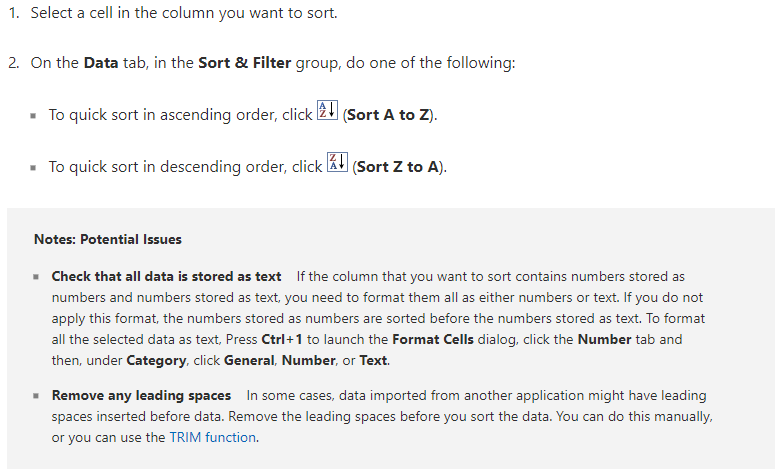 1. Select a cell in the column you want to sort.
2. On the Data tab, in the Sort & Filter group, do one of the following:
▪ To quick sort in ascending order, click AZ↓ (Sort A to Z).
▪ To quick sort in descending order, click ZA↓ (Sort Z to A).
Notes: Potential Issues
▪ Check that all data is stored as text If the column that you want to sort contains numbers stored as
numbers and numbers stored as text, you need to format them all as either numbers or text. If you do not
apply this format, the numbers stored as numbers are sorted before the numbers stored as text. To format
all the selected data as text, Press Ctrl+1 to launch the Format Cells dialog, click the Number tab and
then, under Category, click General, Number, or Text.
▪ Remove any leading spaces In some cases, data imported from another application might have leading
spaces inserted before data. Remove the leading spaces before you sort the data. You can do this manually,
or you can use the TRIM function.